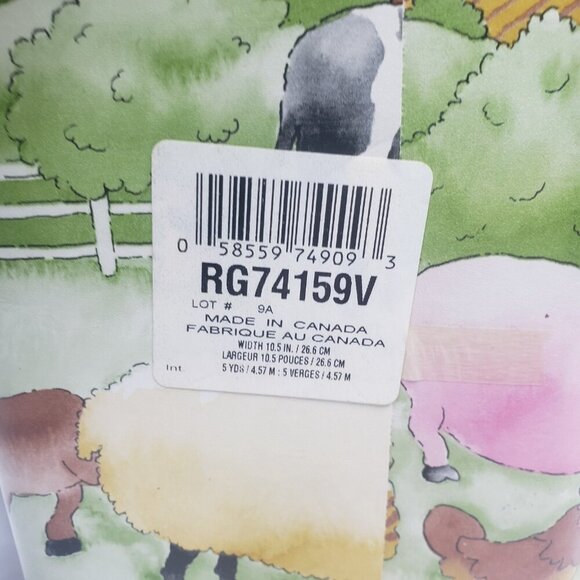 0 58559 74909 3
RG74159V
LOT # 9A
MADE IN CANADA
FABRIQUE AU CANADA
WIDTH 10.5 IN. / 26.6 CM
LARGEUR 10.5 POUCES / 26.6 CM
Int. 5 YDS / 4.57 M : 5 VERGES / 4.57 M